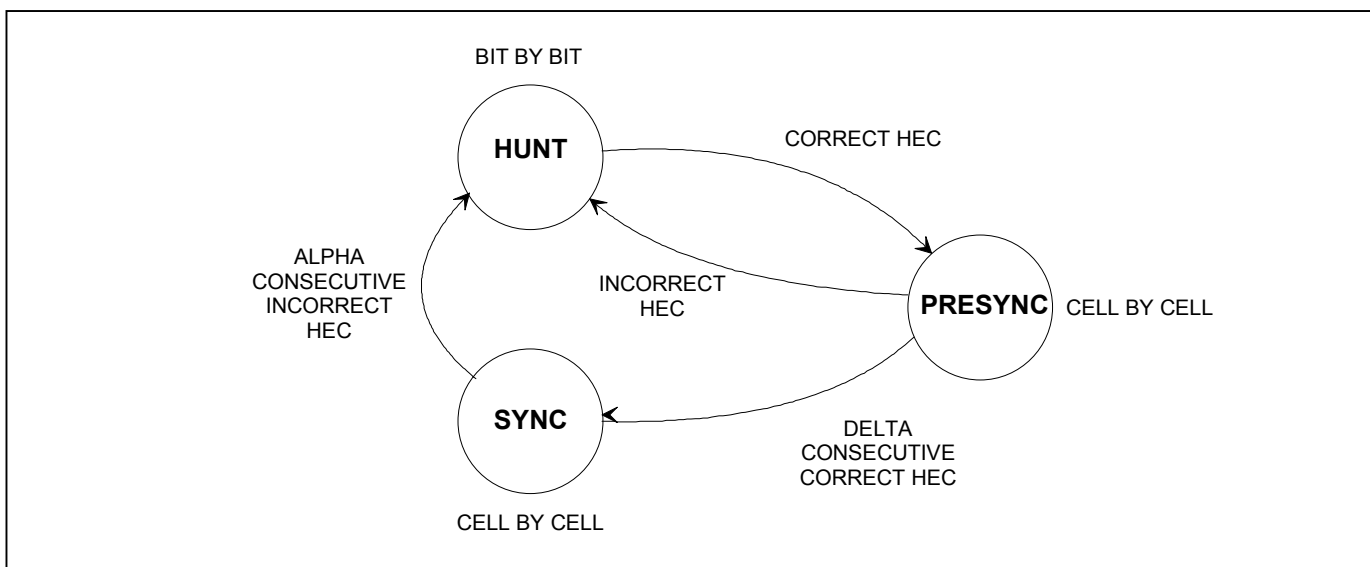 BIT BY BIT
HUNT
CORRECT HEC
ALPHA
CONSECUTIVE
INCORRECT
HEC
INCORRECT
HEC
PRESYNC
CELL BY CELL
SYNC
DELTA
CONSECUTIVE
CORRECT HEC
CELL BY CELL